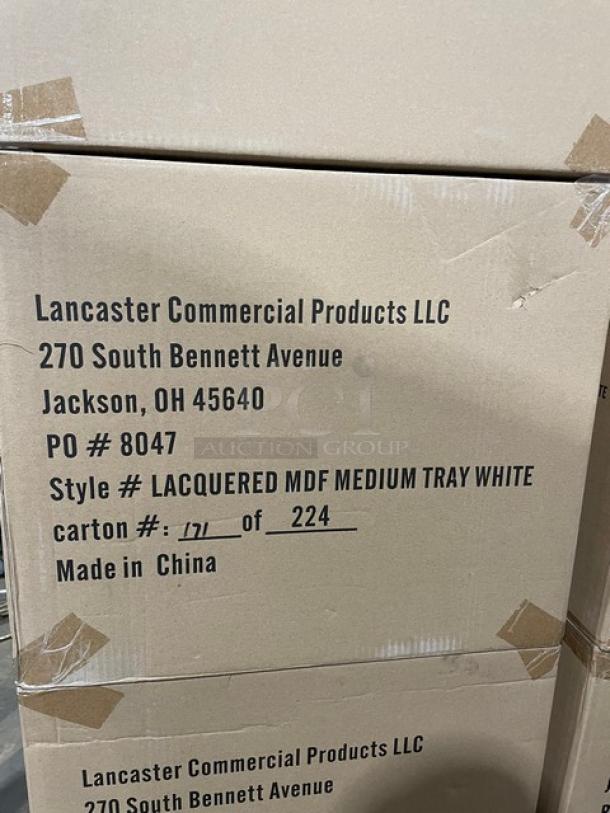 Lancaster Commercial Products LLC
270 South Bennett Avenue
Jackson, OH 45640
PCI
AUCTION GROUP
PO # 8047
Style # LACQUERED MDF MEDIUM TRAY WHITE
carton #: 171 of 224
Made in China
Lancaster Commercial Products LLC
270 South Bennett Avenue